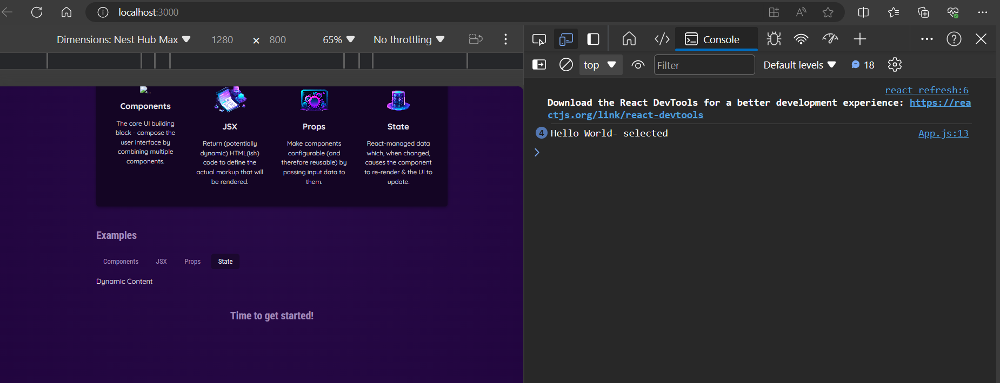 localhost:3000
Dimensions: Nest Hub Max
1280
×
800
65%
No throttling
Console
top
Filter
Default levels
18
react refresh:6
Download the React DevTools for a better development experience: https://rea
ctjs.org/link/react-devtools
4
Hello World- selected
App.js:13
Components
The core UI building
block - compose the
user interface by
combining multiple
components.
JSX
Return (potentially
dynamic) HTML(ish)
code to define the
actual markup that will
be rendered.
Props
Make components
configurable (and
therefore reusable) by
passing input data to
them.
State
React-managed data
which, when changed,
causes the component
to re-render & the UI to
update.
Examples
Components
JSX
Props
State
Dynamic Content
Time to get started!